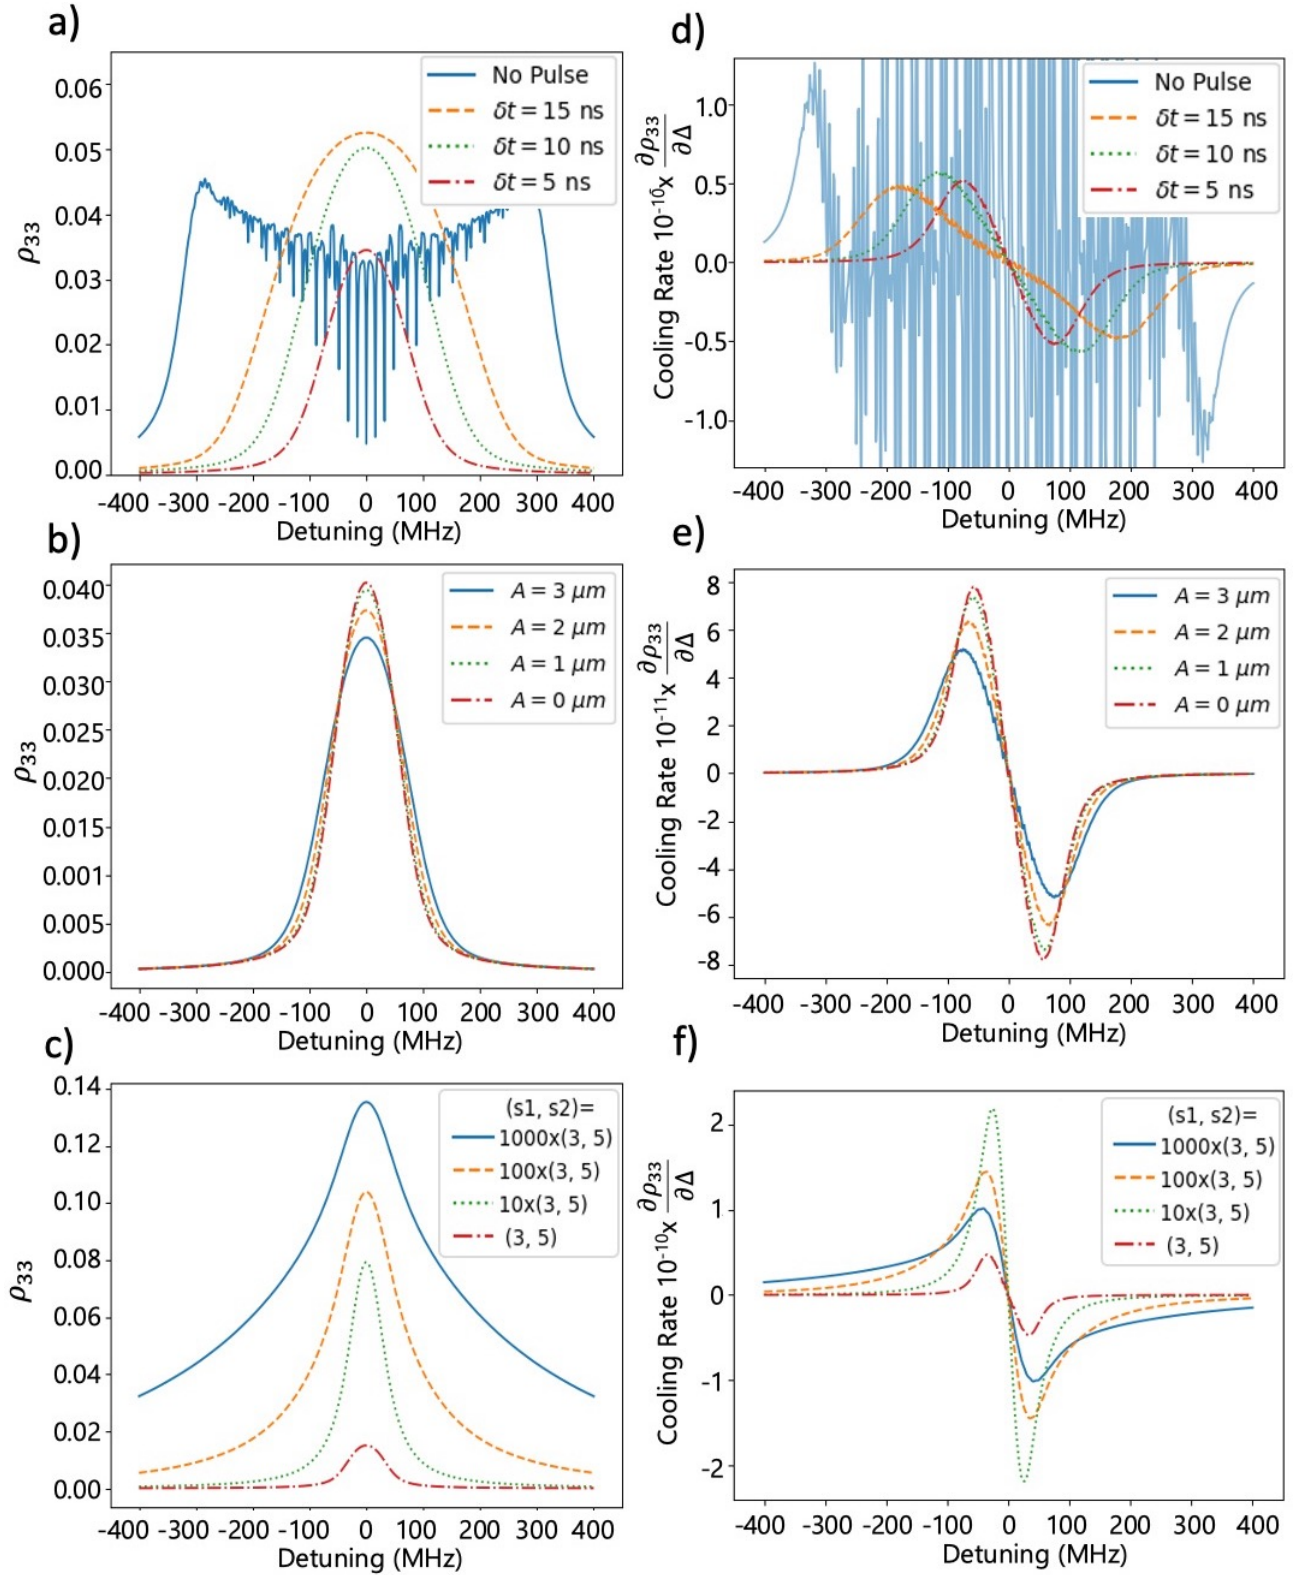 a)
0.06
0.05
0.04
0.03
0.02
0.01
0.00
ρ33
No Pulse
δt = 15 ns
δt = 10 ns
δt = 5 ns
-400 -300 -200 -100 0 100 200 300 400
Detuning (MHz)
d)
1.0
0.5
0.0
-0.5
-1.0
Cooling Rate 10⁻¹⁰x ∂ρ33/∂Δ
No Pulse
δt = 15 ns
δt = 10 ns
δt = 5 ns
-400 -300 -200 -100 0 100 200 300 400
Detuning (MHz)
b)
0.040
0.035
0.030
0.025
0.020
0.015
0.001
0.005
0.000
ρ33
A = 3 μm
A = 2 μm
A = 1 μm
A = 0 μm
-400 -300 -200 -100 0 100 200 300 400
Detuning (MHz)
e)
8
6
4
2
0
-2
-4
-6
-8
Cooling Rate 10⁻¹¹x ∂ρ33/∂Δ
A = 3 μm
A = 2 μm
A = 1 μm
A = 0 μm
-400 -300 -200 -100 0 100 200 300 400
Detuning (MHz)
c)
0.14
0.12
0.10
0.08
0.06
0.04
0.02
0.00
ρ33
(s1, s2)=
1000x(3, 5)
100x(3, 5)
10x(3, 5)
(3, 5)
-400 -300 -200 -100 0 100 200 300 400
Detuning (MHz)
f)
2
1
0
-1
-2
Cooling Rate 10⁻¹⁰x ∂ρ33/∂Δ
(s1, s2)=
1000x(3, 5)
100x(3, 5)
10x(3, 5)
(3, 5)
-400 -300 -200 -100 0 100 200 300 400
Detuning (MHz)